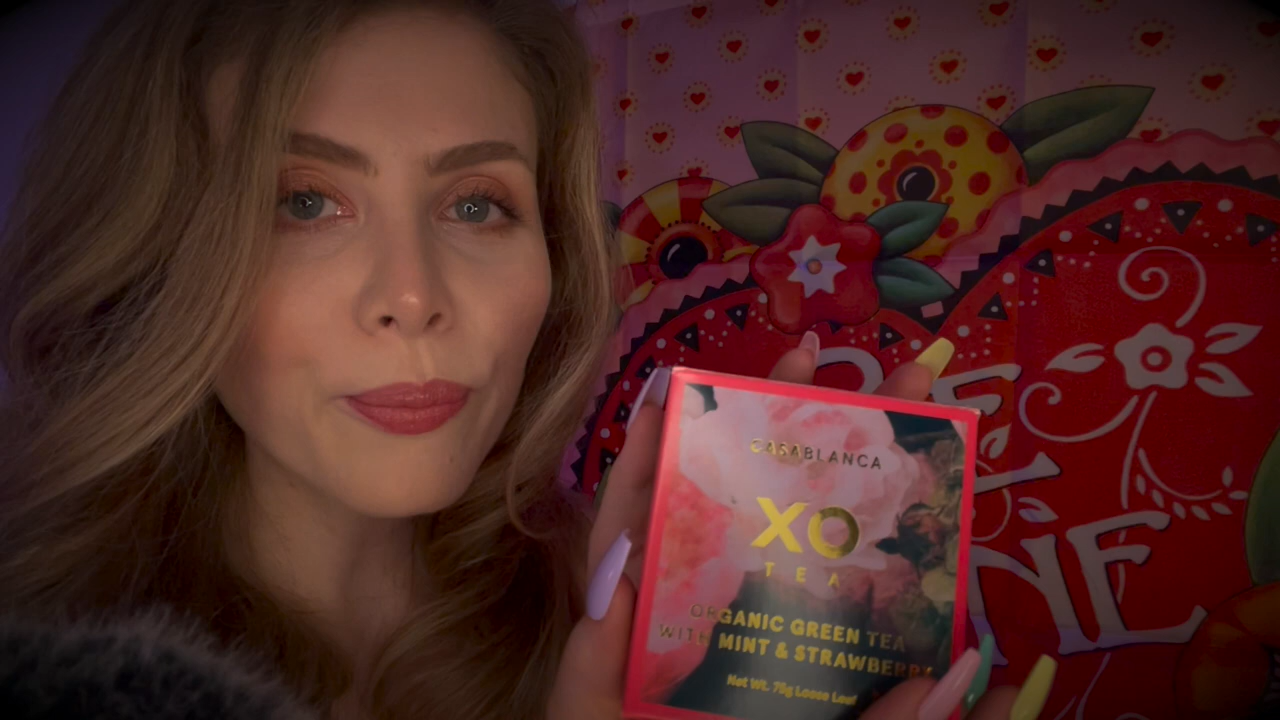 CASABLANCA
XO
TEA
ORGANIC GREEN TEA
WITH MINT & STRAWBERRY
Net Wt. 75g Loose Leaf